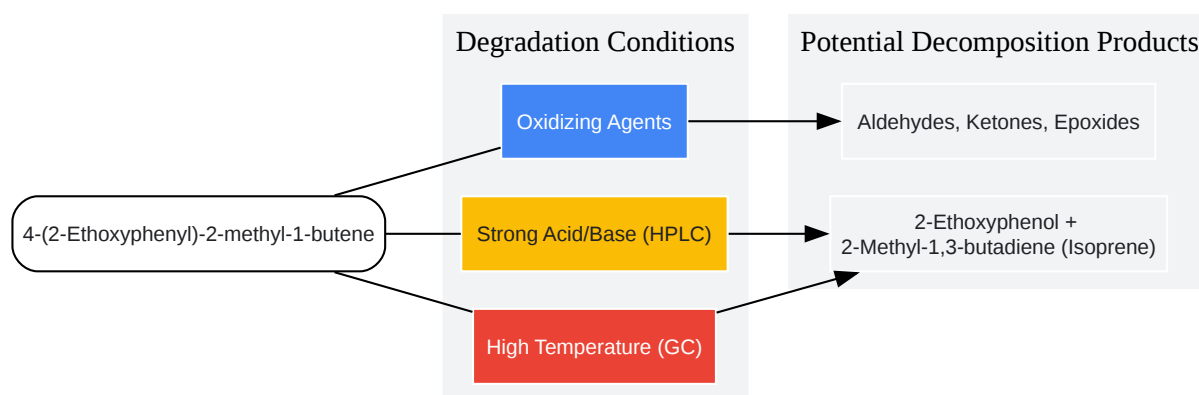 Degradation Conditions
Potential Decomposition Products
Oxidizing Agents
Aldehydes, Ketones, Epoxides
4-(2-Ethoxyphenyl)-2-methyl-1-butene
Strong Acid/Base (HPLC)
2-Ethoxyphenol +
2-Methyl-1,3-butadiene (Isoprene)
High Temperature (GC)